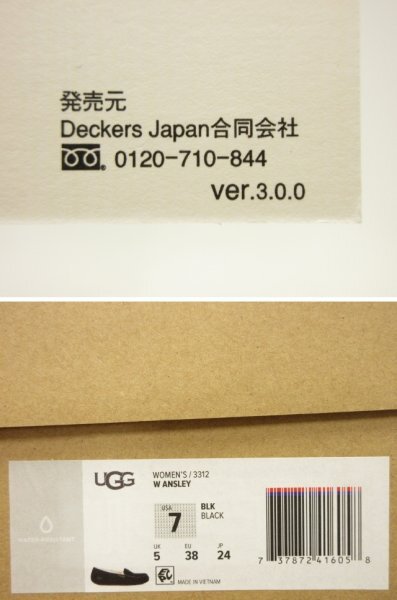 発売元
Deckers Japan合同会社
0120-710-844
ver.3.0.0
UGG
WOMEN'S / 3312
W ANSLEY
USA
7
BLK
BLACK
UK
5
EU
38
JP
24
WATER-RESISTANT
MADE IN VIETNAM
7 37872 41605 8